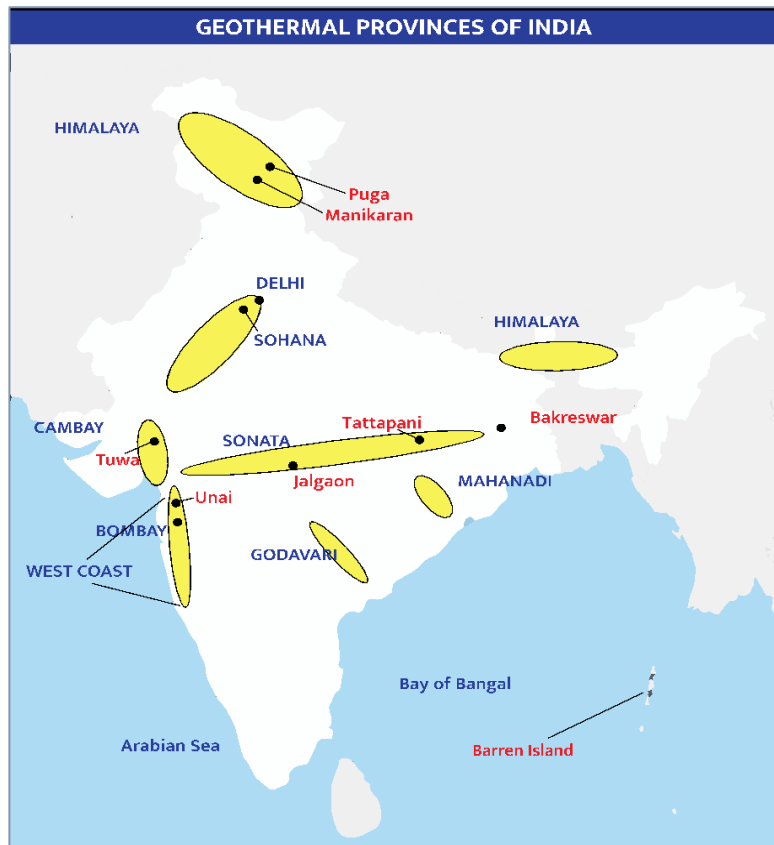 GEOTHERMAL PROVINCES OF INDIA
HIMALAYA
Puga
Manikaran
DELHI
SOHANA
HIMALAYA
CAMBAY
Tuwa
SONATA
Tattapani
Bakreswar
Jalgaon
Unai
MAHANADI
BOMBAY
GODAVARI
WEST COAST
Bay of Bangal
Arabian Sea
Barren Island